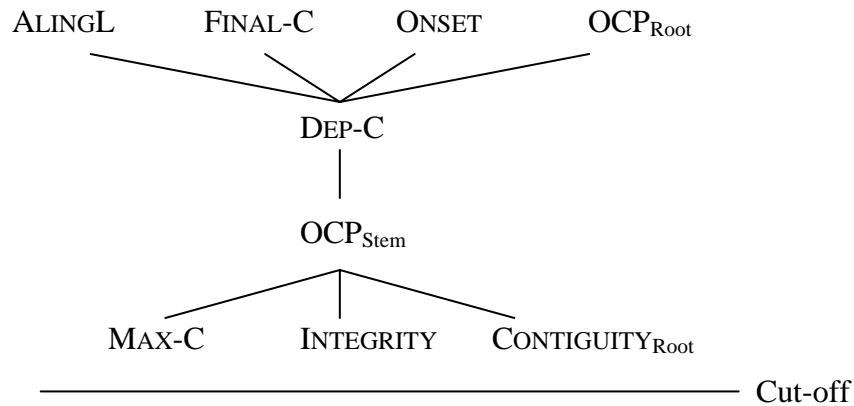 ALINGL FINAL-C ONSET OCPRoot
DEP-C
OCPStem
MAX-C INTEGRITY CONTIGUITYRoot
Cut-off